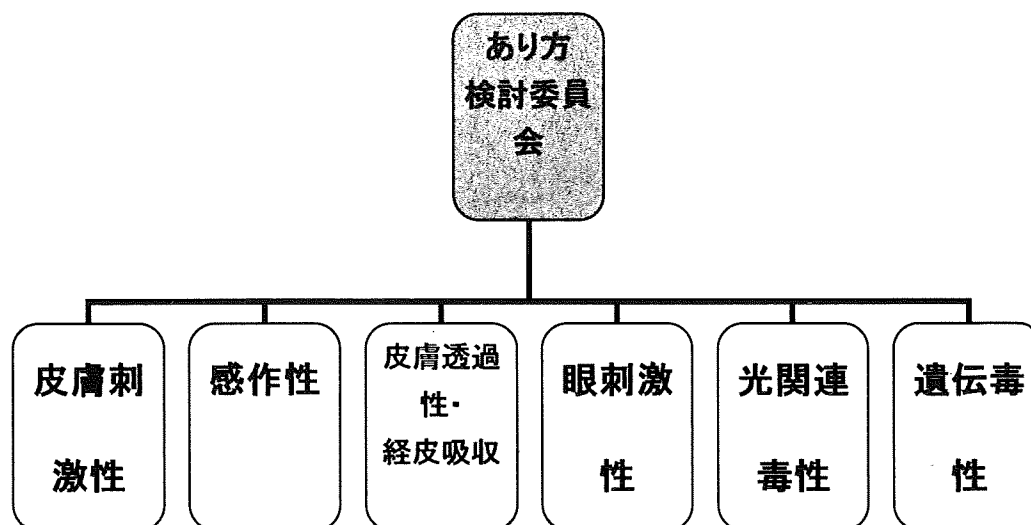 あり方
検討委員
会
皮膚刺
激性
感作性
皮膚透過
性・
経皮吸収
眼刺激
性
光関連
毒性
遺伝毒
性